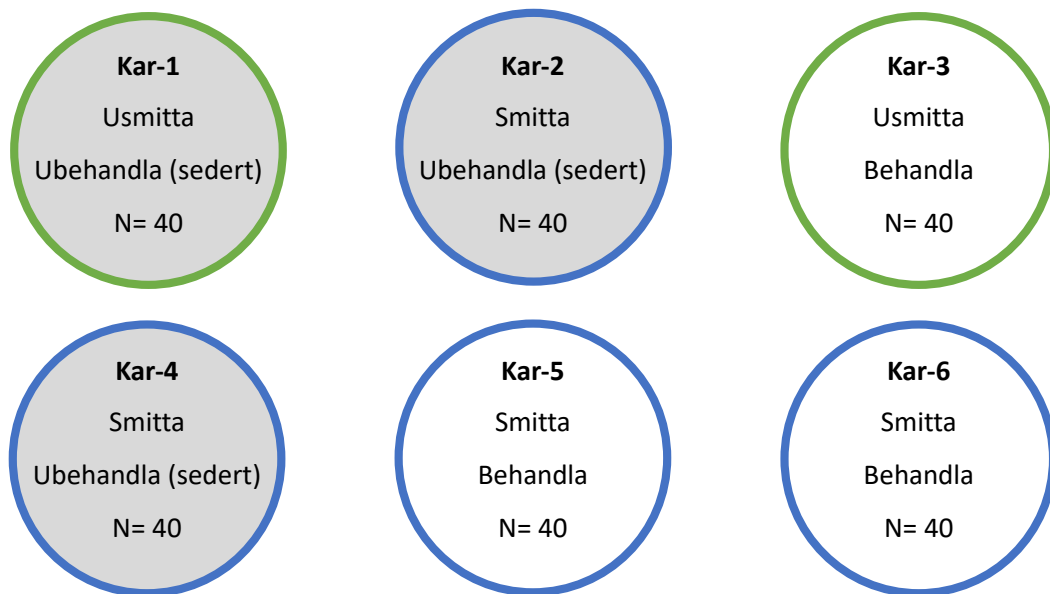 Kar-1
Usmitta
Ubehandla (sedert)
N= 40
Kar-2
Smitta
Ubehandla (sedert)
N= 40
Kar-3
Usmitta
Behandla
N= 40
Kar-4
Smitta
Ubehandla (sedert)
N= 40
Kar-5
Smitta
Behandla
N= 40
Kar-6
Smitta
Behandla
N= 40